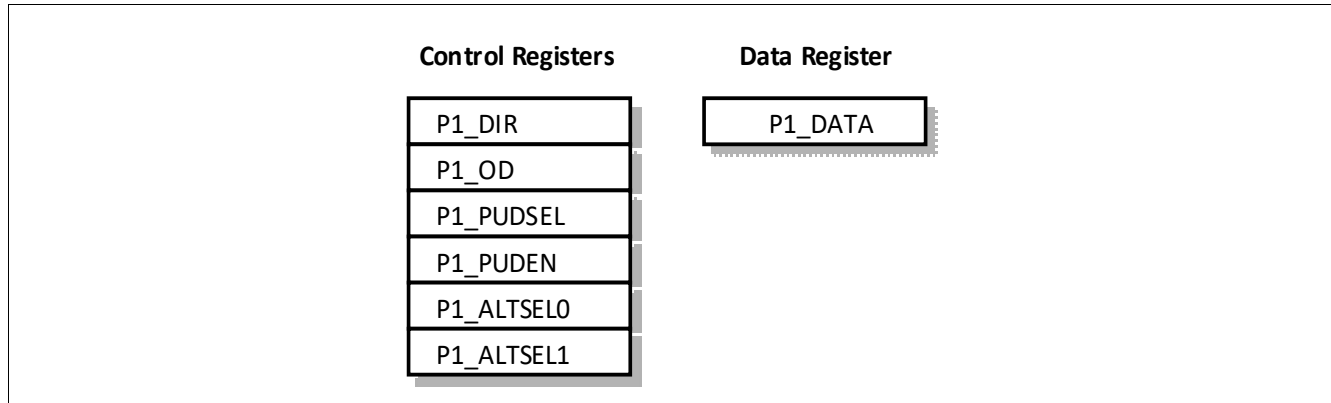 Control Registers
Data Register
P1_DIR
P1_DATA
P1_OD
P1_PUDSEL
P1_PUDEN
P1_ALTSEL0
P1_ALTSEL1